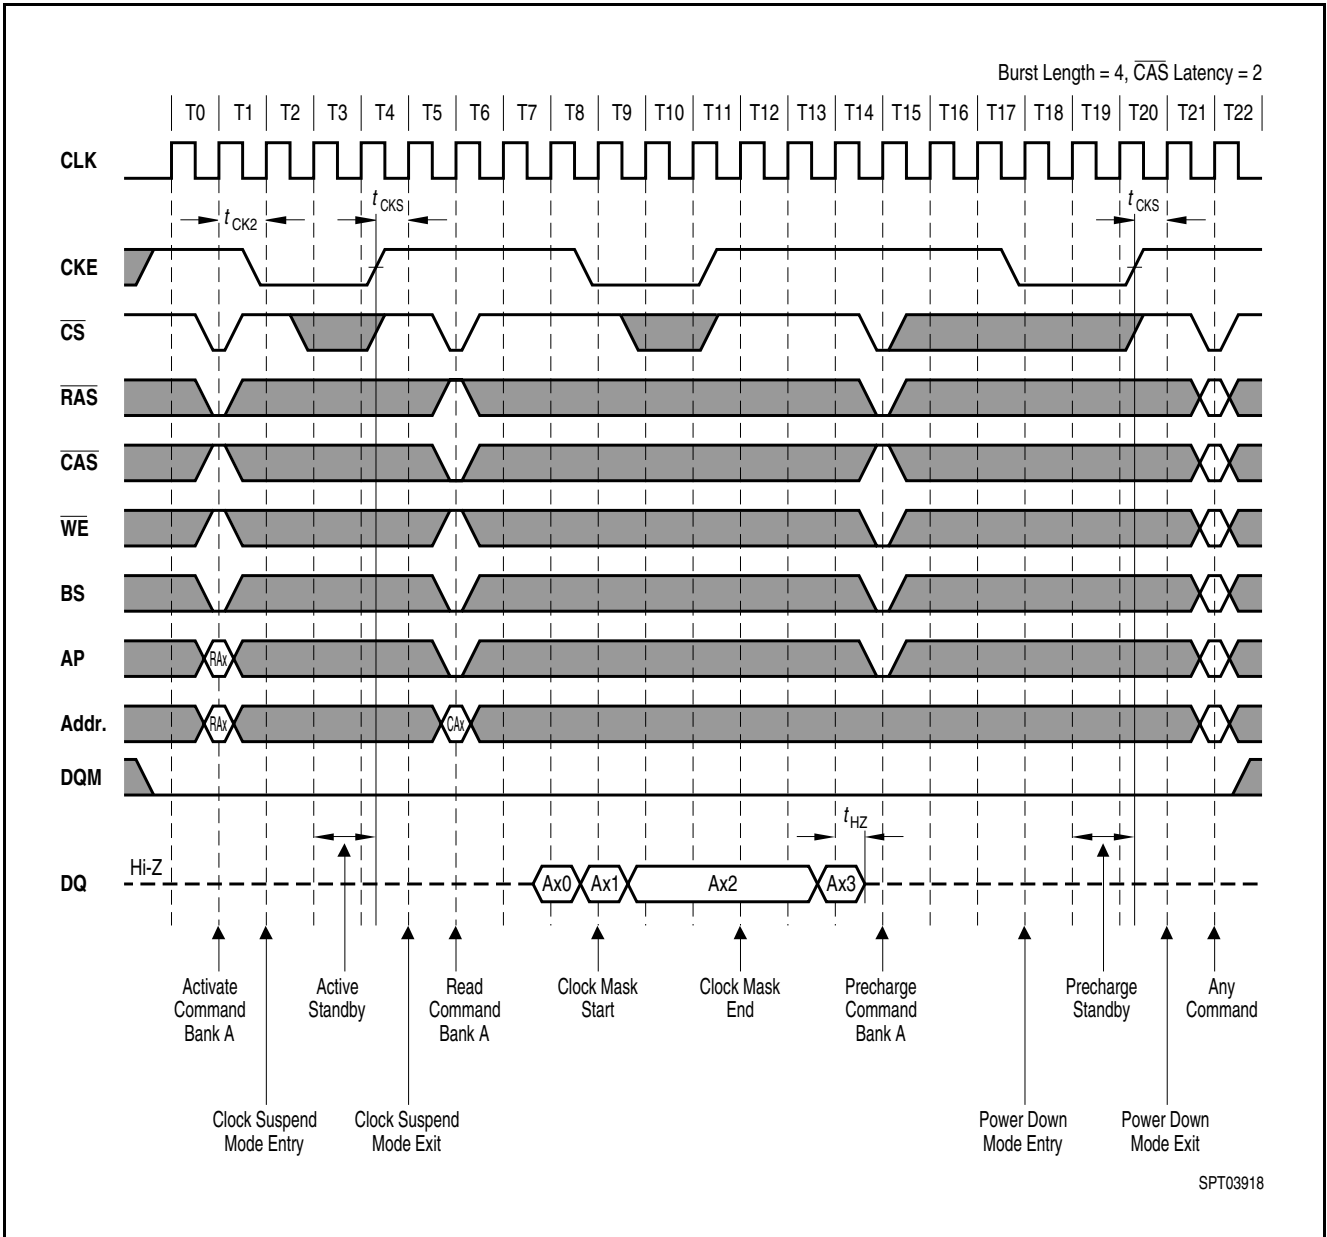 Burst Length = 4, CAS Latency = 2
T0 T1 T2 T3 T4 T5 T6 T7 T8 T9 T10 T11 T12 T13 T14 T15 T16 T17 T18 T19 T20 T21 T22
CLK
tCK2 tCKS tCKS
CKE
CS
RAS
CAS
WE
BS
AP RAx
Addr. RAx CAx
DQM
tHZ
Hi-Z
DQ Ax0 Ax1 Ax2 Ax3
Activate Command Bank A
Active Standby
Read Command Bank A
Clock Mask Start
Clock Mask End
Precharge Command Bank A
Precharge Standby
Any Command
Clock Suspend Mode Entry
Clock Suspend Mode Exit
Power Down Mode Entry
Power Down Mode Exit
SPT03918